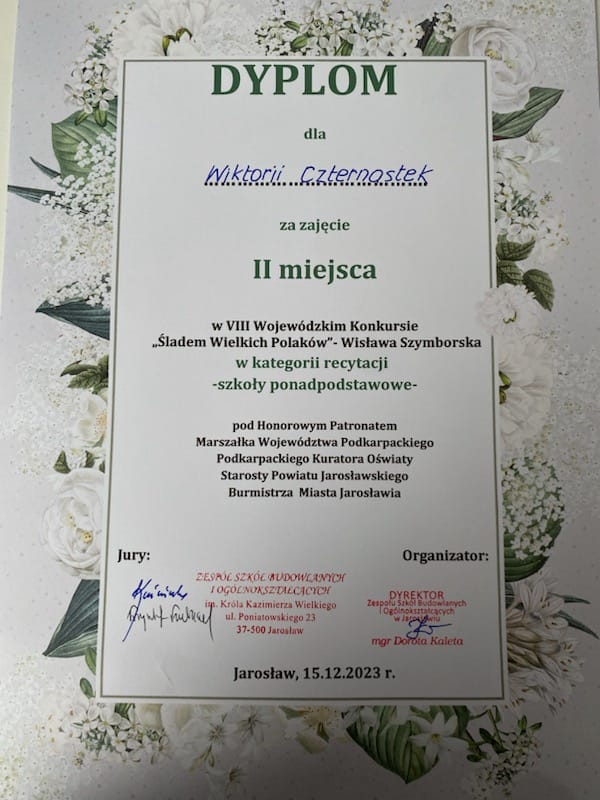 DYPLOM
dla
Wiktorii Czternastek
za zajęcie
II miejsca
w VIII Wojewódzkim Konkursie
„Śladem Wielkich Polaków”- Wisława Szymborska
w kategorii recytacji
-szkoły ponadpodstawowe-
pod Honorowym Patronatem
Marszałka Województwa Podkarpackiego
Podkarpackiego Kuratora Oświaty
Starosty Powiatu Jarosławskiego
Burmistrza Miasta Jarosławia
Jury:
Organizator:
ZESPÓŁ SZKÓŁ BUDOWLANYCH
I OGÓLNOKSZTAŁCĄCYCH
im. Króla Kazimierza Wielkiego
ul. Poniatowskiego 23
37-500 Jarosław
DYREKTOR
Zespołu Szkół Budowlanych
i Ogólnokształcących
w Jarosławiu
mgr Dorota Kaleta
Jarosław, 15.12.2023 r.